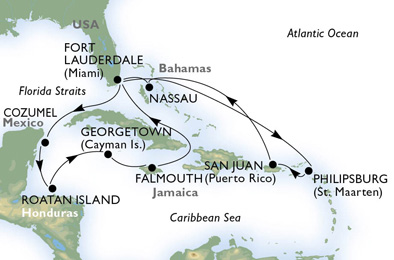 USA
Atlantic Ocean
FORT
LAUDERDALE
(Miami)
Bahamas
Florida Straits
NASSAU
COZUMEL
Mexico
GEORGETOWN
(Cayman Is.)
SAN JUAN
(Puerto Rico)
FALMOUTH
Jamaica
PHILIPSBURG
(St. Maarten)
ROATAN ISLAND
Honduras
Caribbean Sea